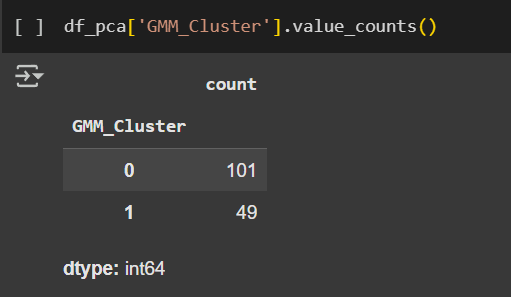 [ ] df_pca['GMM_Cluster'].value_counts()
count
GMM_Cluster
0 101
1 49
dtype: int64